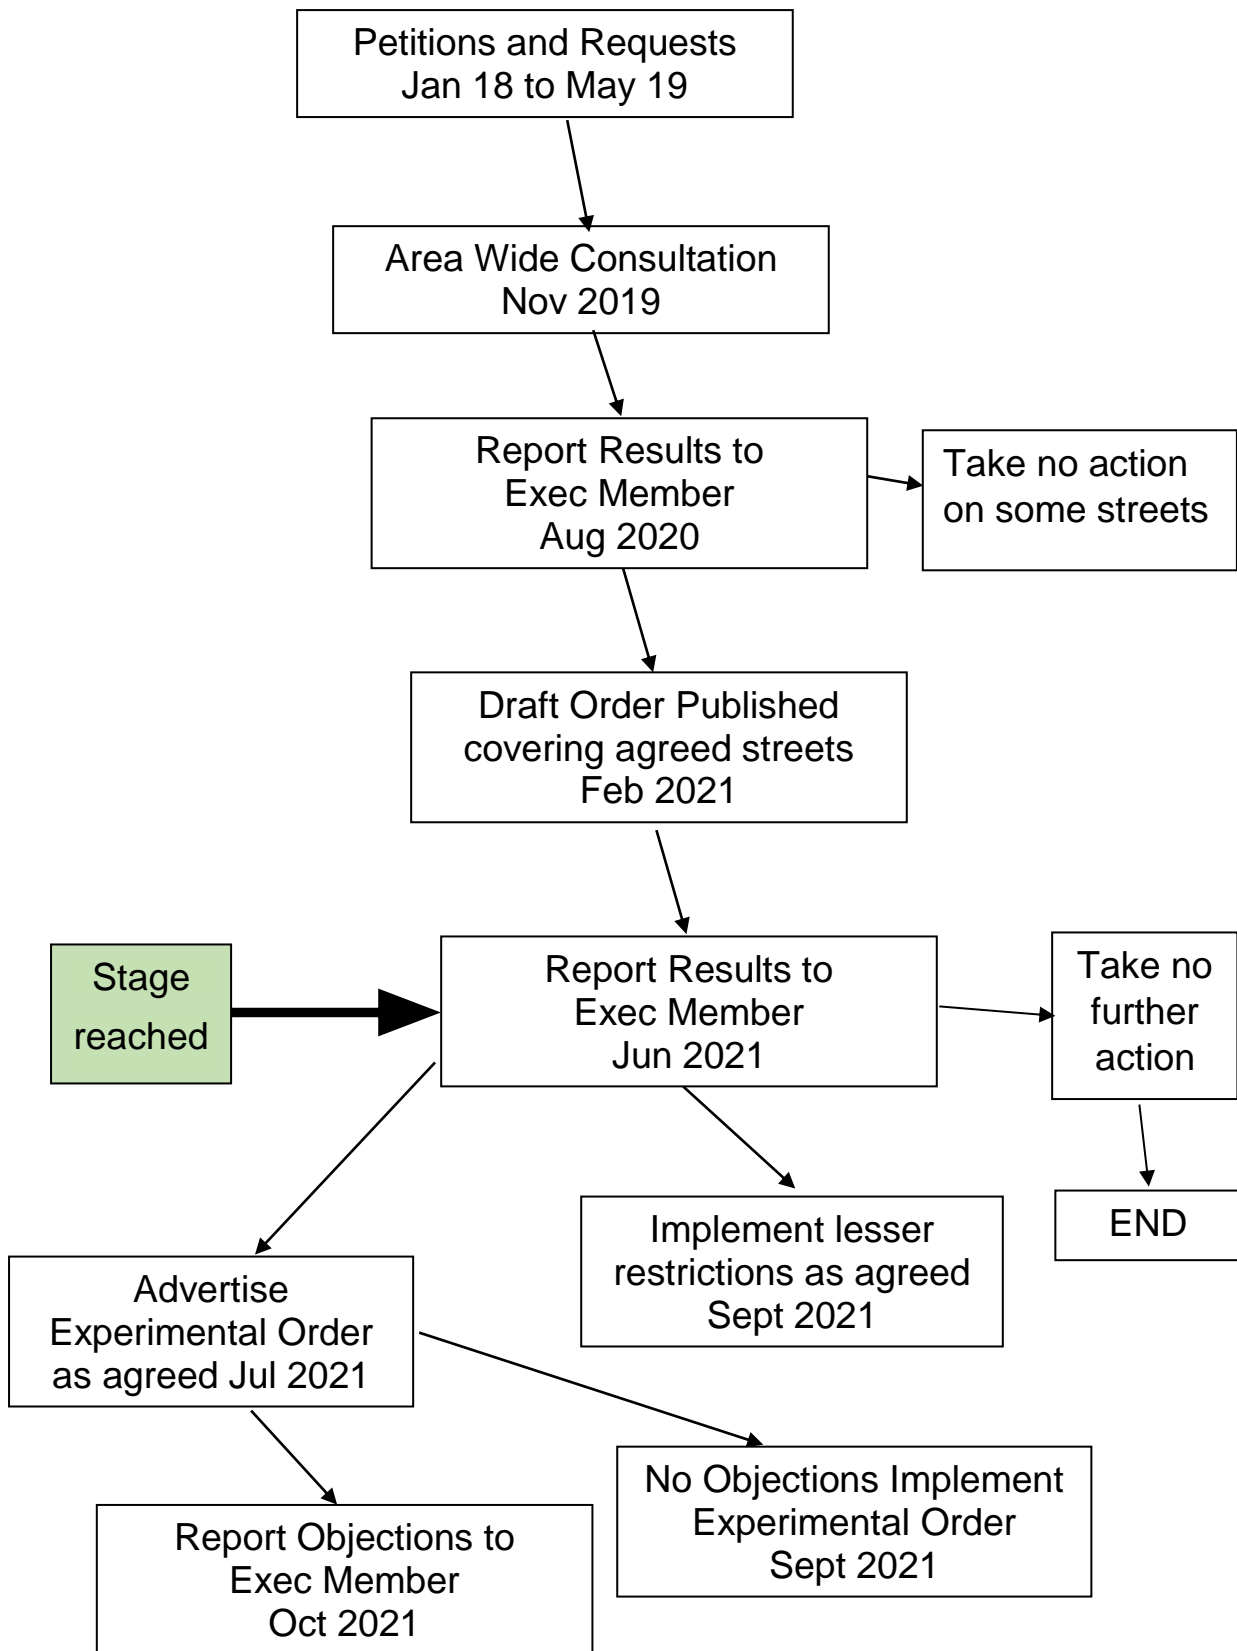 Petitions and Requests
Jan 18 to May 19
Area Wide Consultation
Nov 2019
Report Results to
Exec Member
Aug 2020
Take no action
on some streets
Draft Order Published
covering agreed streets
Feb 2021
Stage
reached
Report Results to
Exec Member
Jun 2021
Take no
further
action
Implement lesser
restrictions as agreed
Sept 2021
END
Advertise
Experimental Order
as agreed Jul 2021
No Objections Implement
Experimental Order
Sept 2021
Report Objections to
Exec Member
Oct 2021